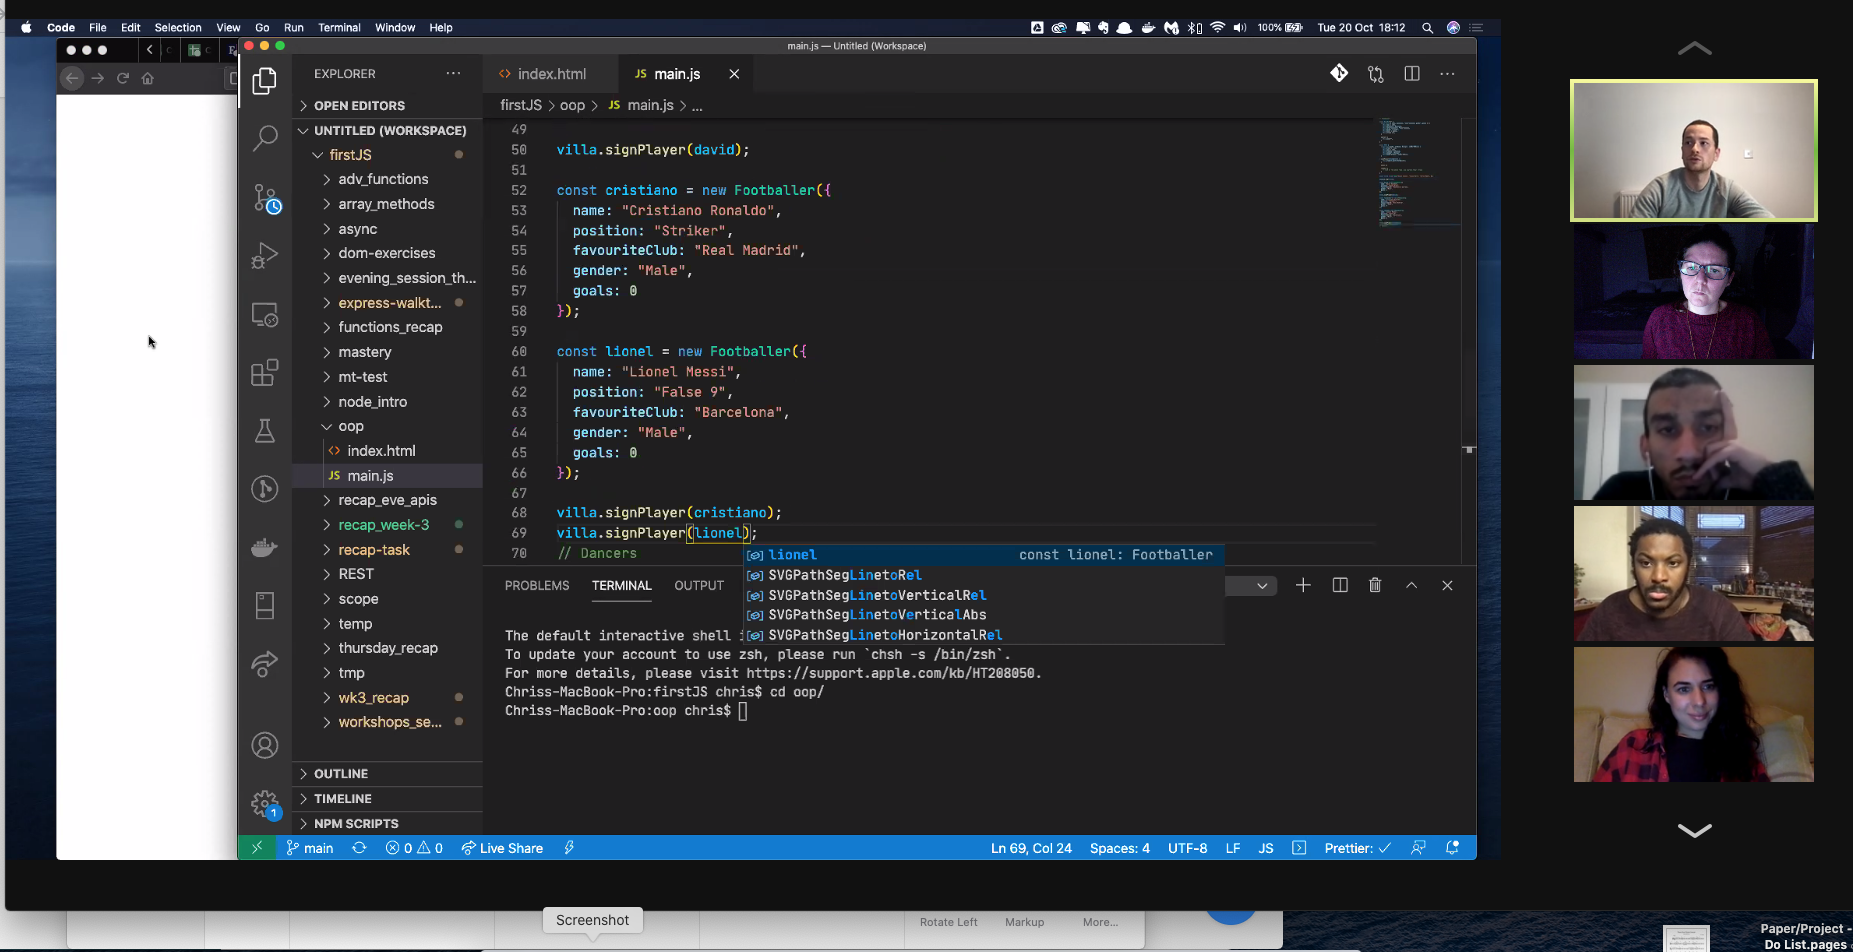 Code File Edit Selection View Go Run Terminal Window Help
100% Tue 20 Oct 18:12
main.js — Untitled (Workspace)
EXPLORER
OPEN EDITORS
UNTITLED (WORKSPACE)
firstJS
adv_functions
array_methods
async
dom-exercises
evening_session_th...
express-walkt...
functions_recap
mastery
mt-test
node_intro
oop
<> index.html
JS main.js
recap_eve_apis
recap_week-3
recap-task
REST
scope
temp
thursday_recap
tmp
wk3_recap
workshops_se...
OUTLINE
TIMELINE
NPM SCRIPTS
1
<> index.html
JS main.js
firstJS > oop > JS main.js > ...
49
50 villa.signPlayer(david);
51
52 const cristiano = new Footballer({
53 name: "Cristiano Ronaldo",
54 position: "Striker",
55 favouriteClub: "Real Madrid",
56 gender: "Male",
57 goals: 0
58 });
59
60 const lionel = new Footballer({
61 name: "Lionel Messi",
62 position: "False 9",
63 favouriteClub: "Barcelona",
64 gender: "Male",
65 goals: 0
66 });
67
68 villa.signPlayer(cristiano);
69 villa.signPlayer(lionel);
70 // Dancers
lionel const lionel: Footballer
SVGPathSegLinetoRel
SVGPathSegLinetoVerticalRel
SVGPathSegLinetoVerticalAbs
SVGPathSegLinetoHorizontalRel
PROBLEMS TERMINAL OUTPUT
The default interactive shell
To update your account to use zsh, please run `chsh -s /bin/zsh`.
For more details, please visit https://support.apple.com/kb/HT208050.
Chriss-MacBook-Pro:firstJS chris$ cd oop/
Chriss-MacBook-Pro:oop chris$
main 0 0 Live Share
Ln 69, Col 24 Spaces: 4 UTF-8 LF JS Prettier: ✓
Screenshot
Rotate Left Markup More...
Paper/Project -
Do List.pages